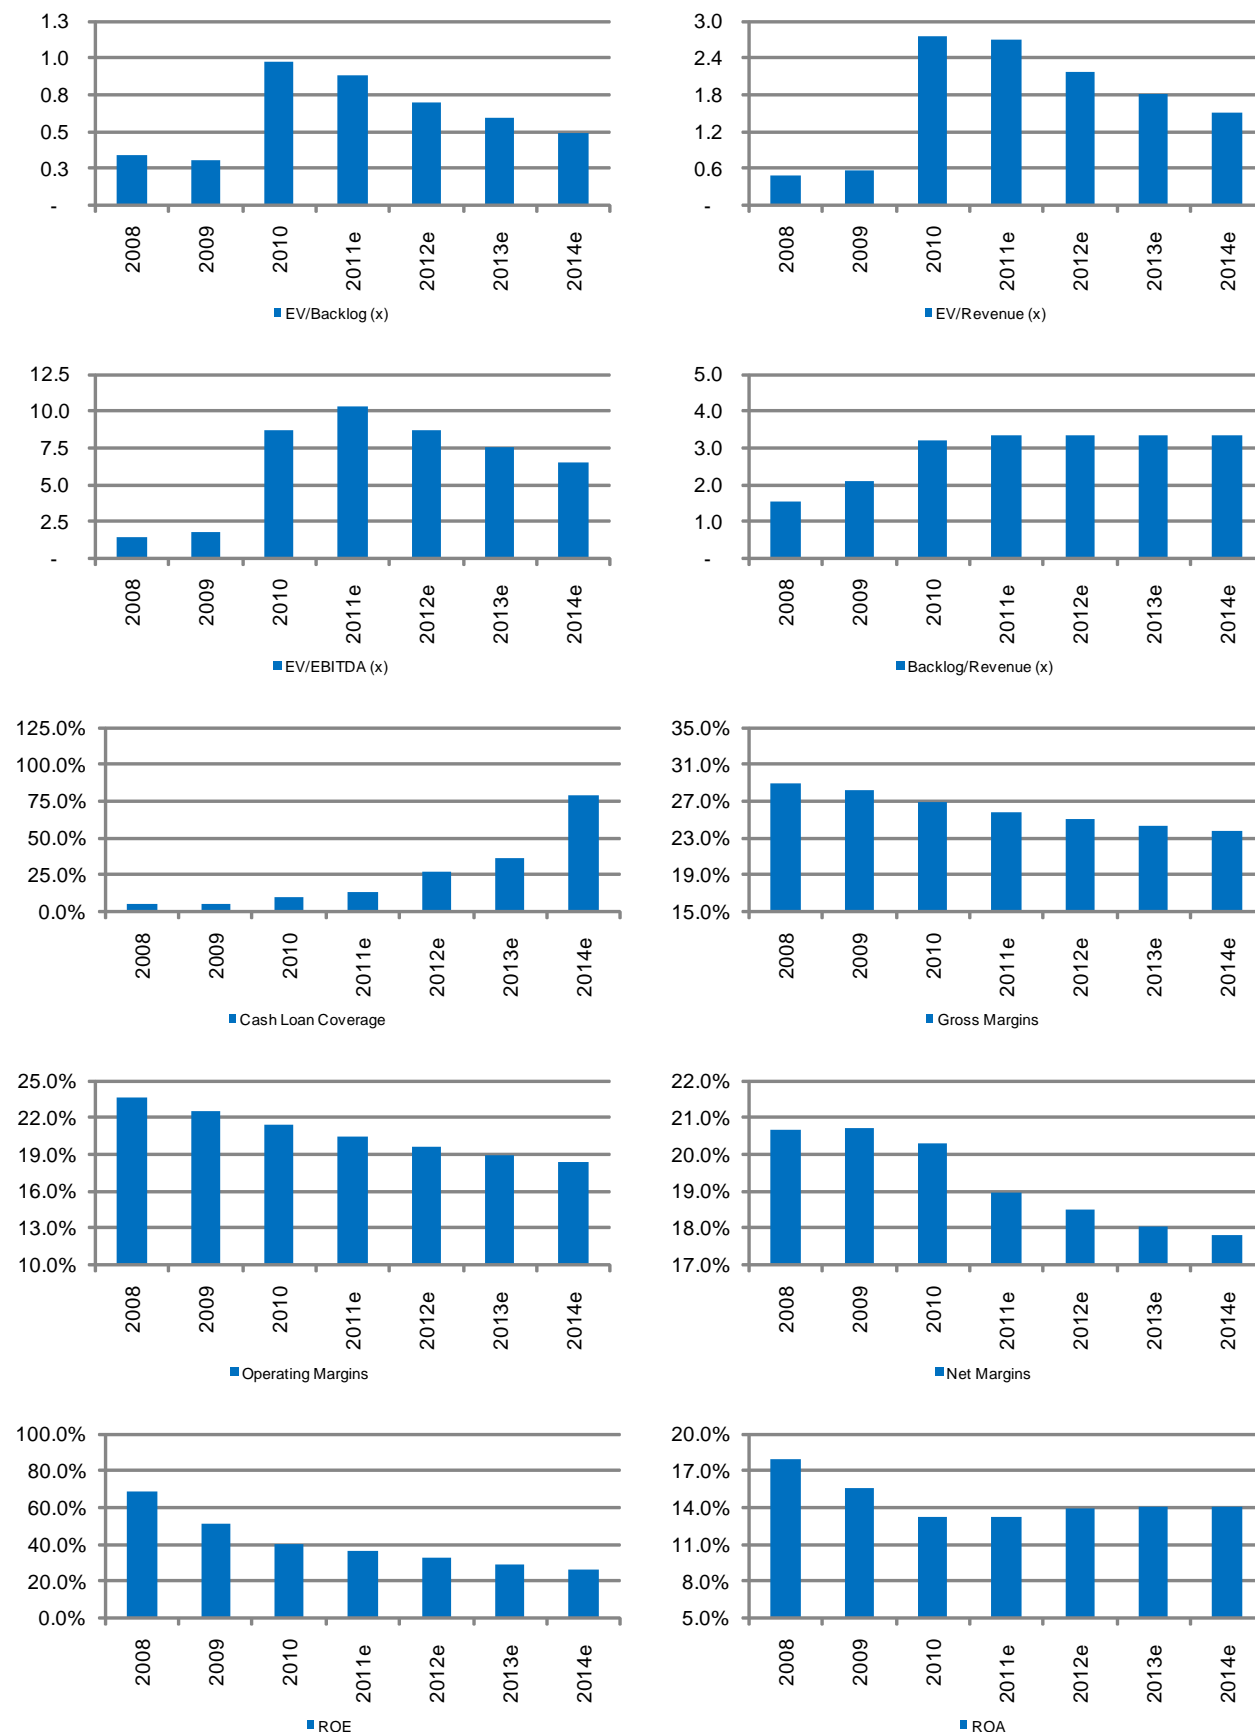 1.3
1.0
0.8
0.5
0.3
-
2008
2009
2010
2011e
2012e
2013e
2014e
EV/Backlog (x)
3.0
2.4
1.8
1.2
0.6
-
2008
2009
2010
2011e
2012e
2013e
2014e
EV/Revenue (x)
12.5
10.0
7.5
5.0
2.5
-
2008
2009
2010
2011e
2012e
2013e
2014e
EV/EBITDA (x)
5.0
4.0
3.0
2.0
1.0
-
2008
2009
2010
2011e
2012e
2013e
2014e
Backlog/Revenue (x)
125.0%
100.0%
75.0%
50.0%
25.0%
0.0%
2008
2009
2010
2011e
2012e
2013e
2014e
Cash Loan Coverage
35.0%
31.0%
27.0%
23.0%
19.0%
15.0%
2008
2009
2010
2011e
2012e
2013e
2014e
Gross Margins
25.0%
22.0%
19.0%
16.0%
13.0%
10.0%
2008
2009
2010
2011e
2012e
2013e
2014e
Operating Margins
22.0%
21.0%
20.0%
19.0%
18.0%
17.0%
2008
2009
2010
2011e
2012e
2013e
2014e
Net Margins
100.0%
80.0%
60.0%
40.0%
20.0%
0.0%
2008
2009
2010
2011e
2012e
2013e
2014e
ROE
20.0%
17.0%
14.0%
11.0%
8.0%
5.0%
2008
2009
2010
2011e
2012e
2013e
2014e
ROA